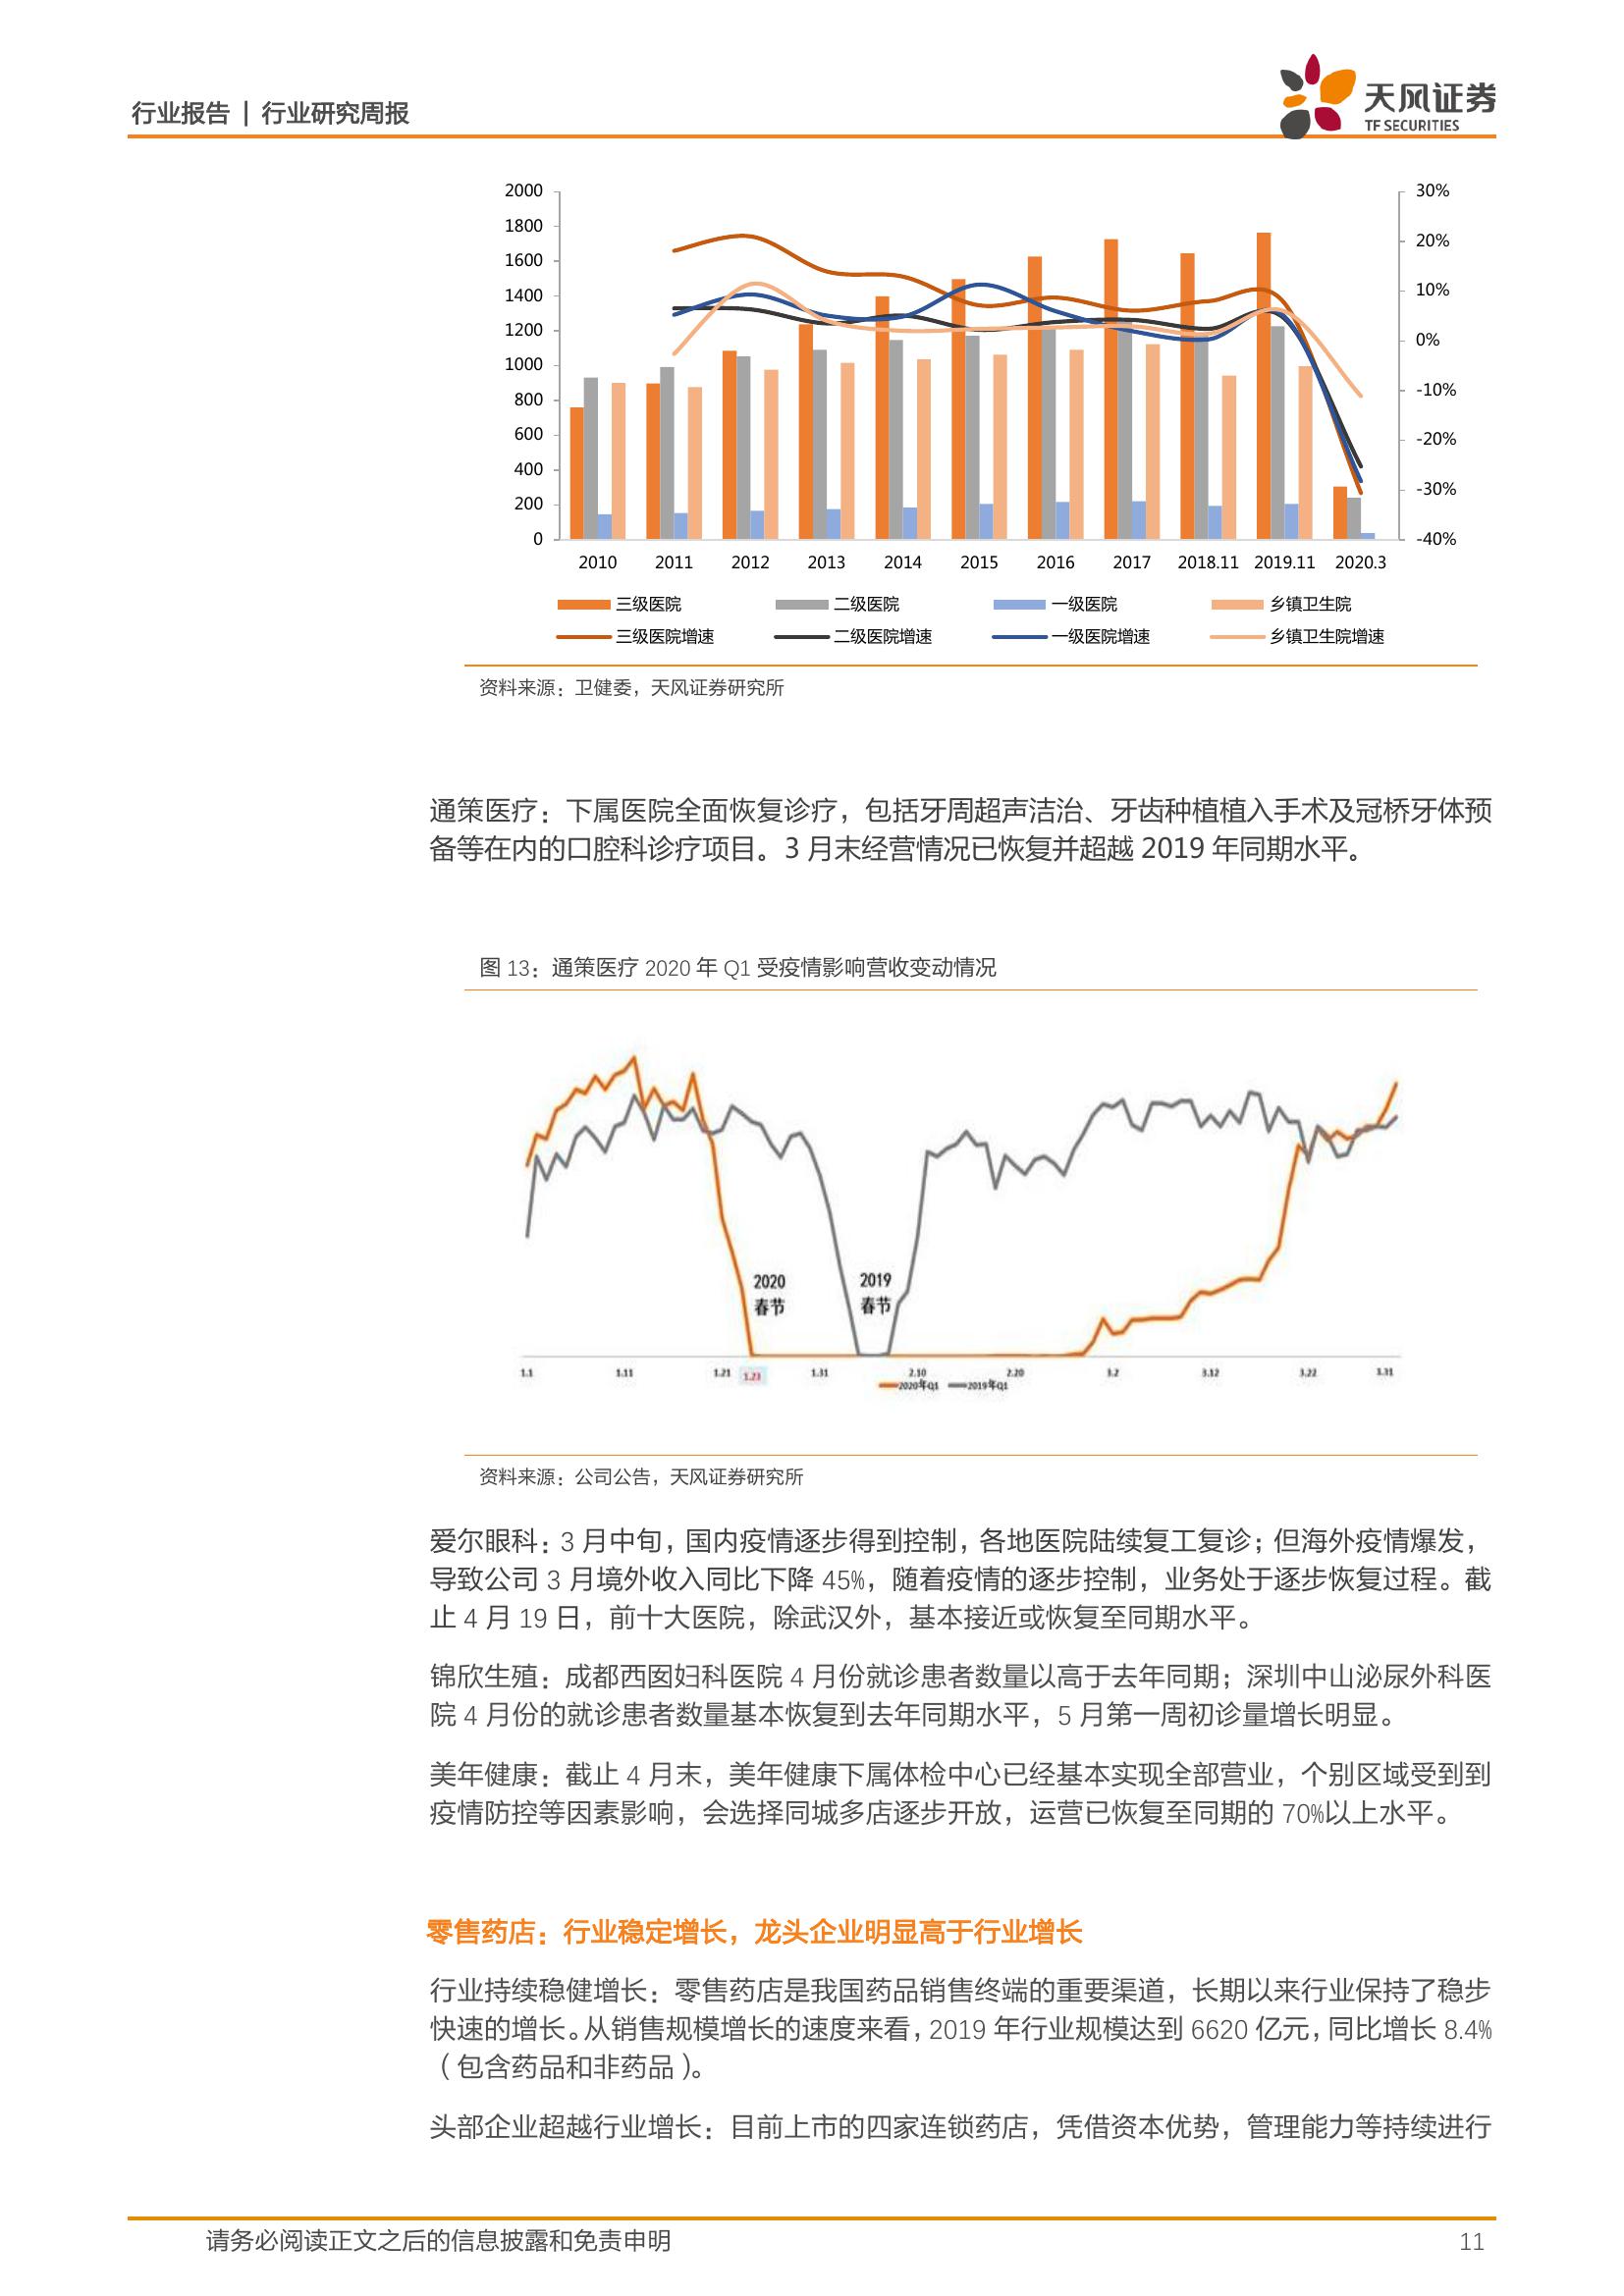 行业报告 | 行业研究周报
天风证券
TF SECURITIES
2000
1800
1600
1400
1200
1000
800
600
400
200
0
30%
20%
10%
0%
-10%
-20%
-30%
-40%
2010 2011 2012 2013 2014 2015 2016 2017 2018.11 2019.11 2020.3
三级医院 二级医院 一级医院 乡镇卫生院
三级医院增速 二级医院增速 一级医院增速 乡镇卫生院增速
资料来源：卫健委，天风证券研究所
通策医疗：下属医院全面恢复诊疗，包括牙周超声洁治、牙齿种植植入手术及冠桥牙体预
备等在内的口腔科诊疗项目。3 月末经营情况已恢复并超越 2019 年同期水平。
图 13：通策医疗 2020 年 Q1 受疫情影响营收变动情况
2020
春节
2019
春节
1.1 1.11 1.21 1.23 1.31 2.10 2.20 3.2 3.12 3.22 3.31
2020年Q1 2019年Q1
资料来源：公司公告，天风证券研究所
爱尔眼科：3 月中旬，国内疫情逐步得到控制，各地医院陆续复工复诊；但海外疫情爆发，
导致公司 3 月境外收入同比下降 45%，随着疫情的逐步控制，业务处于逐步恢复过程。截
止 4 月 19 日，前十大医院，除武汉外，基本接近或恢复至同期水平。
锦欣生殖：成都西囡妇科医院 4 月份就诊患者数量以高于去年同期；深圳中山泌尿外科医
院 4 月份的就诊患者数量基本恢复到去年同期水平，5 月第一周初诊量增长明显。
美年健康：截止 4 月末，美年健康下属体检中心已经基本实现全部营业，个别区域受到到
疫情防控等因素影响，会选择同城多店逐步开放，运营已恢复至同期的 70%以上水平。
零售药店：行业稳定增长，龙头企业明显高于行业增长
行业持续稳健增长：零售药店是我国药品销售终端的重要渠道，长期以来行业保持了稳步
快速的增长。从销售规模增长的速度来看，2019 年行业规模达到 6620 亿元，同比增长 8.4%
（包含药品和非药品）。
头部企业超越行业增长：目前上市的四家连锁药店，凭借资本优势，管理能力等持续进行
请务必阅读正文之后的信息披露和免责申明
11